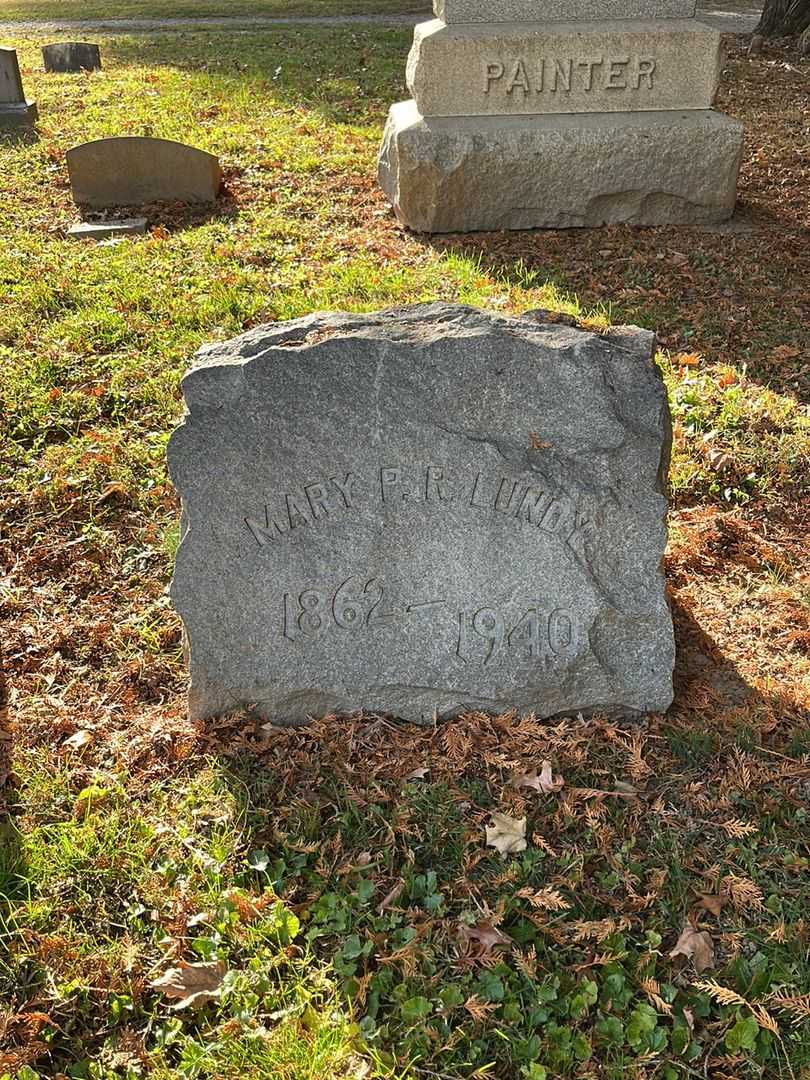 PAINTER
MARY P. R. LUNDY
1862–1940